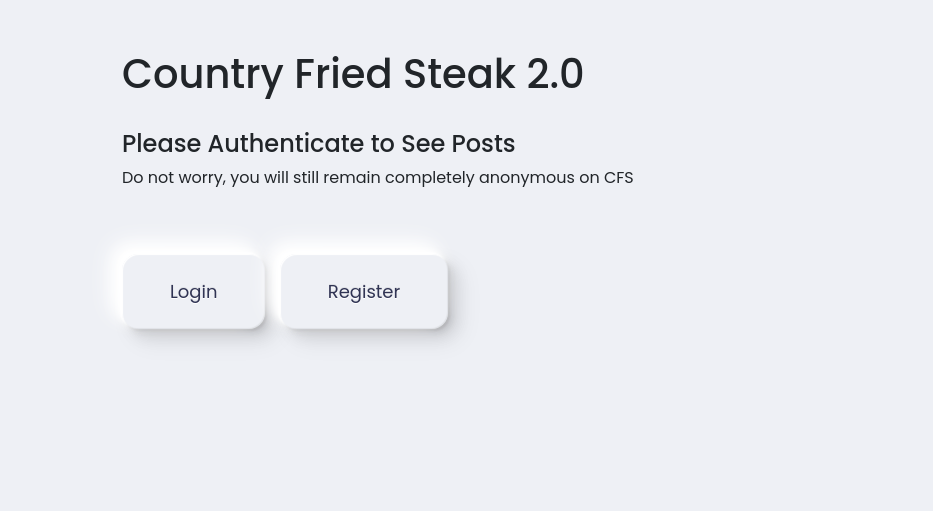 Country Fried Steak 2.0
Please Authenticate to See Posts
Do not worry, you will still remain completely anonymous on CFS
Login
Register